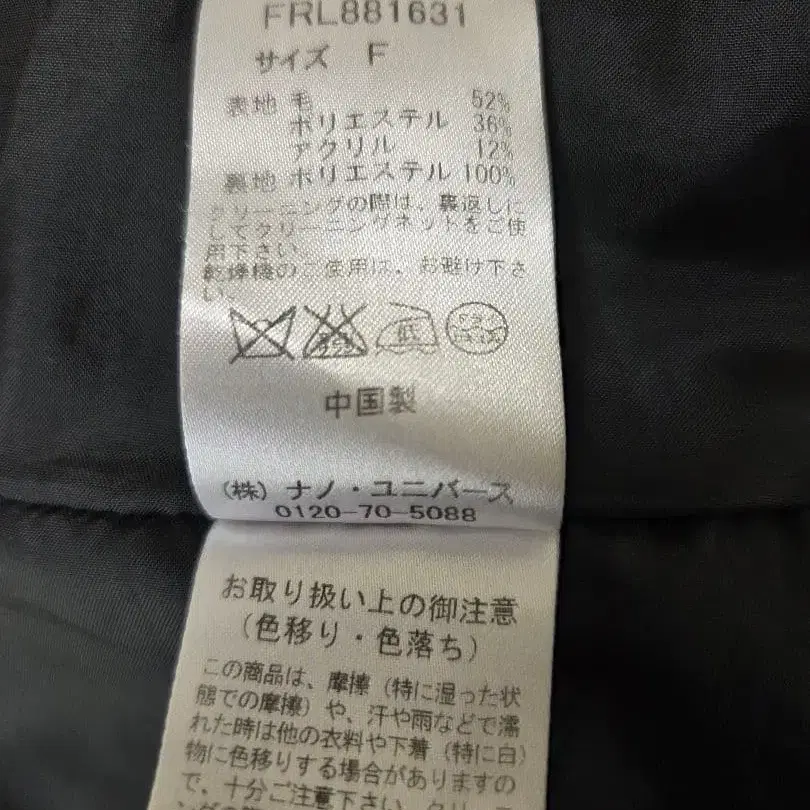 FRL881631
サイズ F
表地 毛 52%
ポリエステル 36%
アクリル 12%
裏地 ポリエステル 100%
クリーニングの際は、裏返しに
してクリーニングネットをご使
用下さい。
乾燥機のご使用は、お避け下さ
い。
低
ドライ
中国製
(株) ナノ・ユニバース
0120-70-5088
お取り扱い上の御注意
(色移り・色落ち)
この商品は、摩擦 (特に湿った状
態での摩擦) や、汗や雨などで濡
れた時は他の衣料や下着 (特に白)
物に色移りする場合がありますの
で、十分ご注意下さい。